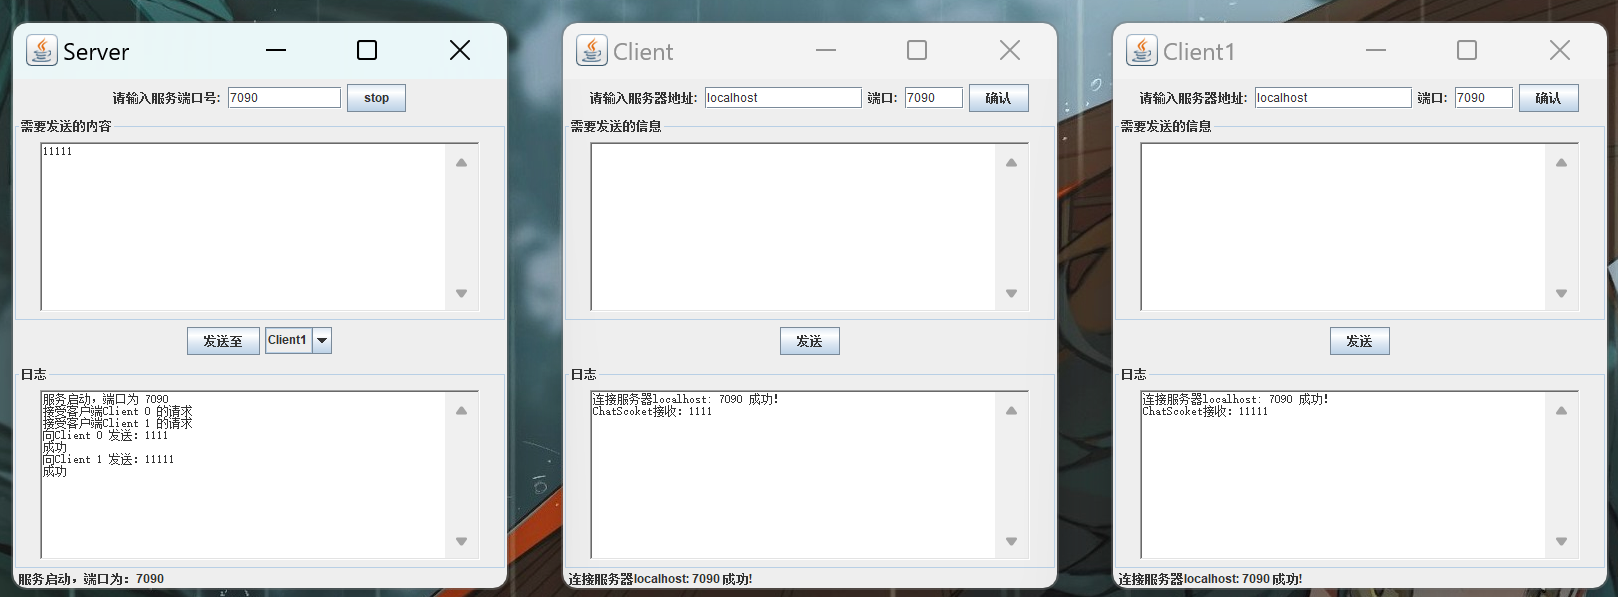 Server
请输入服务端口号: 7090 stop
需要发送的内容
11111
发送至 Client1
日志
服务启动，端口为 7090
接受客户端Client 0 的请求
接受客户端Client 1 的请求
向Client 0 发送: 1111
成功
向Client 1 发送: 11111
成功
服务启动，端口为: 7090
Client
请输入服务器地址: localhost 端口: 7090 确认
需要发送的信息
发送
日志
连接服务器localhost: 7090 成功!
ChatScoket接收: 1111
连接服务器localhost: 7090 成功!
Client1
请输入服务器地址: localhost 端口: 7090 确认
需要发送的信息
发送
日志
连接服务器localhost: 7090 成功!
ChatScoket接收: 11111
连接服务器localhost: 7090 成功!